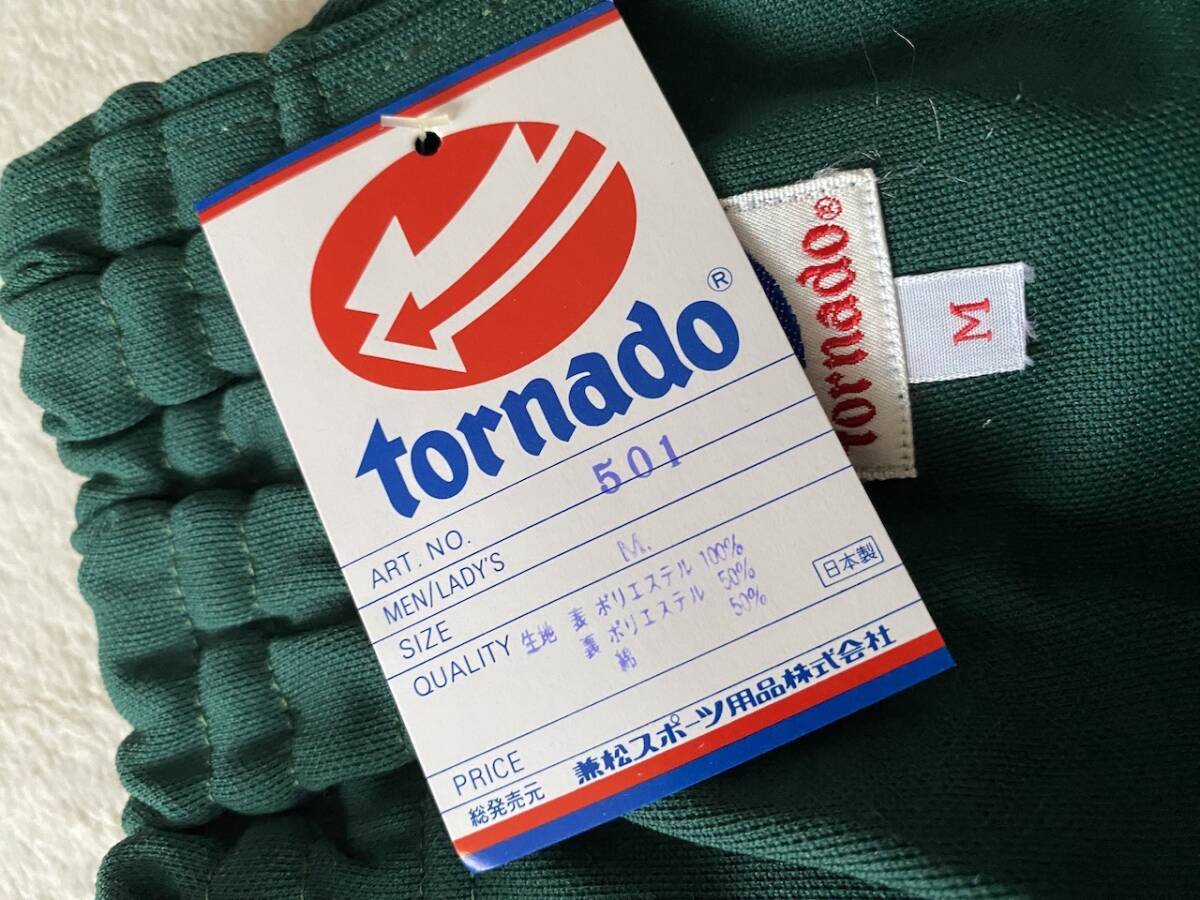 tornado®
ART. NO. 501
MEN/LADY'S
SIZE M.
QUALITY 生地 表 ポリエステル 100%
裏 ポリエステル 50%
綿 50%
日本製
PRICE
総発売元 兼松スポーツ用品株式会社
tornado®
M